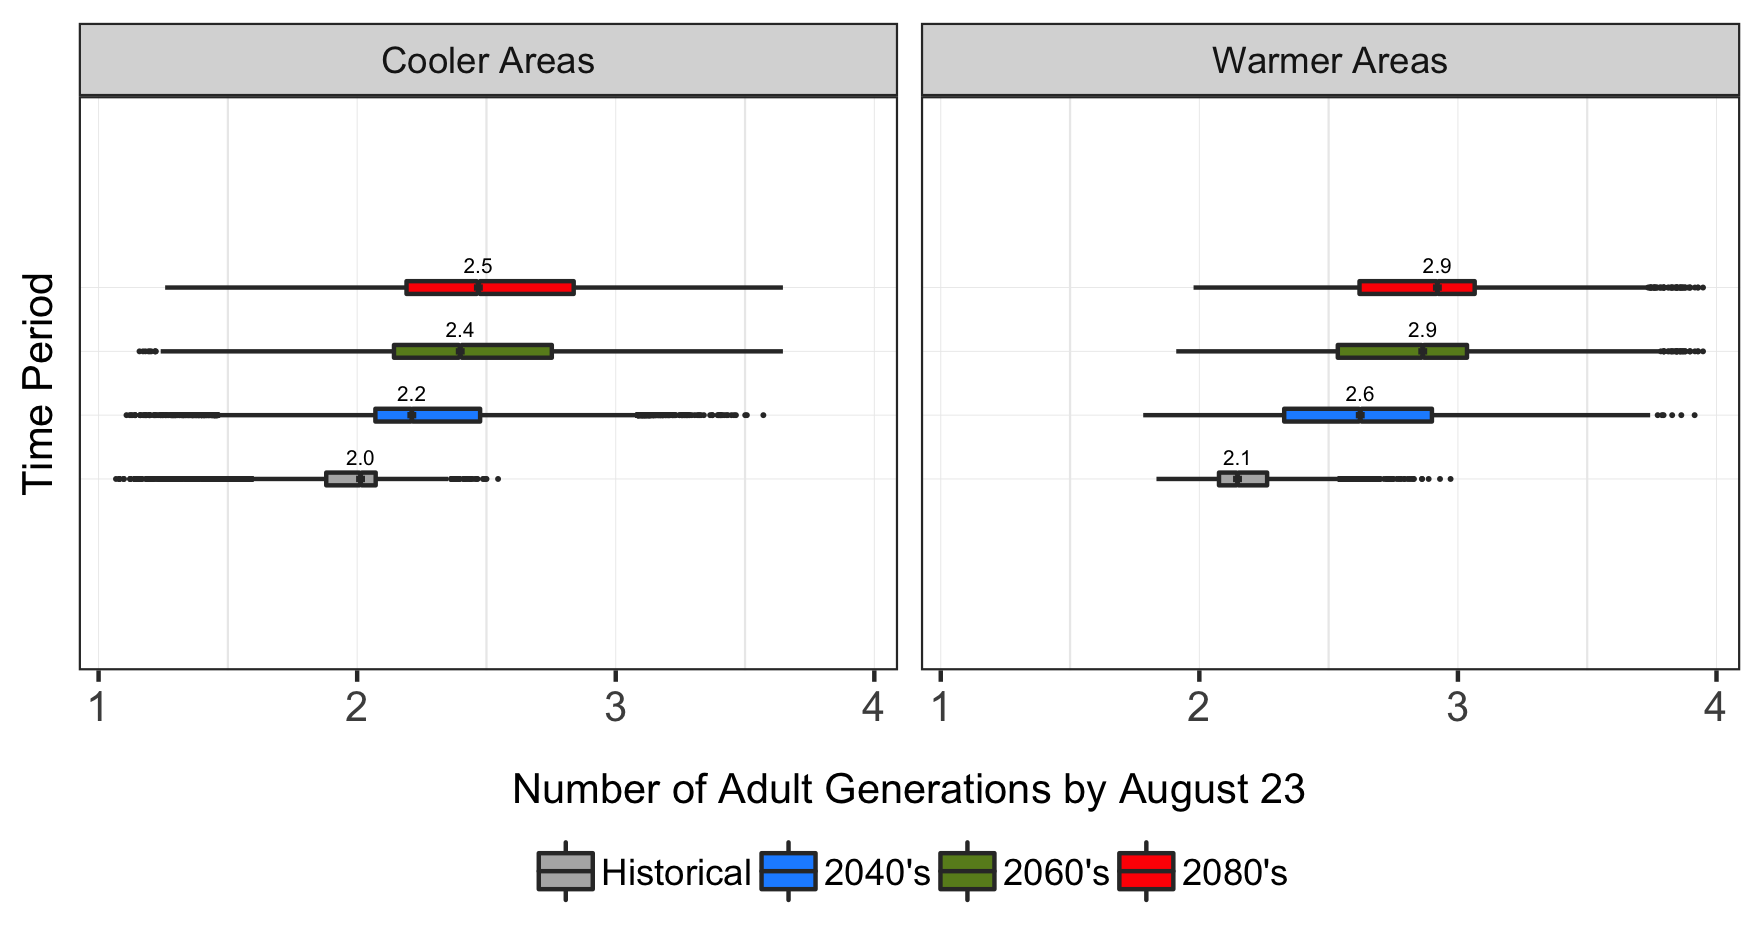 Cooler Areas
Warmer Areas
Time Period
2.5
2.4
2.2
2.0
2.9
2.9
2.6
2.1
1 2 3 4
1 2 3 4
Number of Adult Generations by August 23
Historical 2040's 2060's 2080's